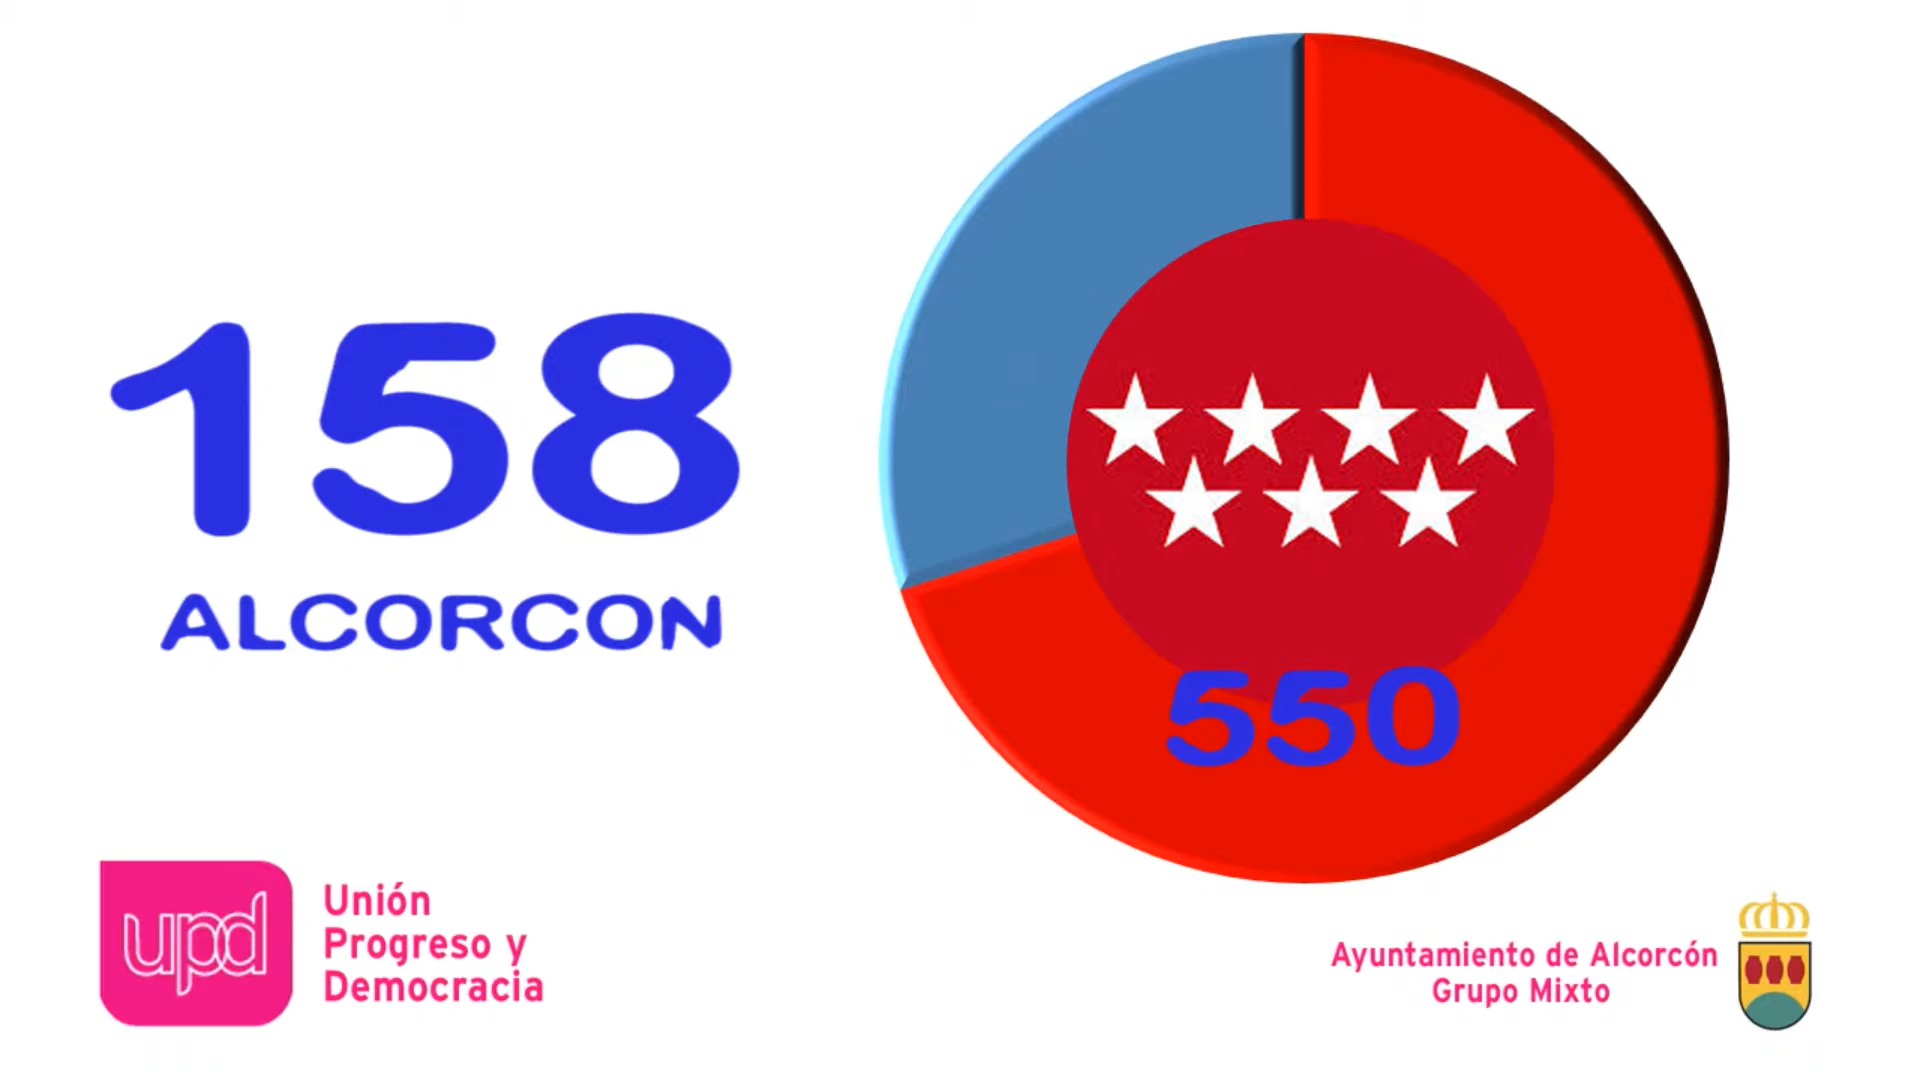 158
ALCORCON
550
upd
Unión
Progreso y
Democracia
Ayuntamiento de Alcorcón
Grupo Mixto